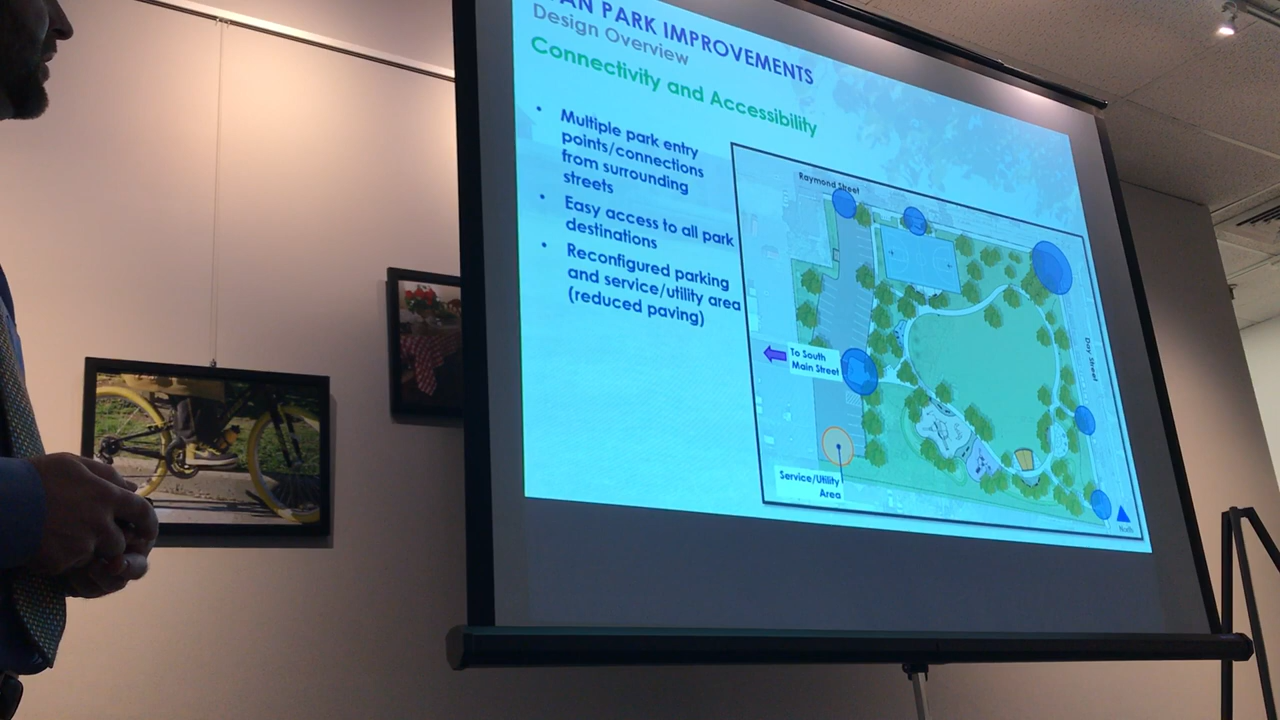 PARK IMPROVEMENTS
Design Overview
Connectivity and Accessibility
• Multiple park entry
points/connections
from surrounding
streets
• Easy access to all park
destinations
• Reconfigured parking
and service/utility area
(reduced paving)
Raymond Street
To South
Main Street
Day Street
Service/Utility
Area
North